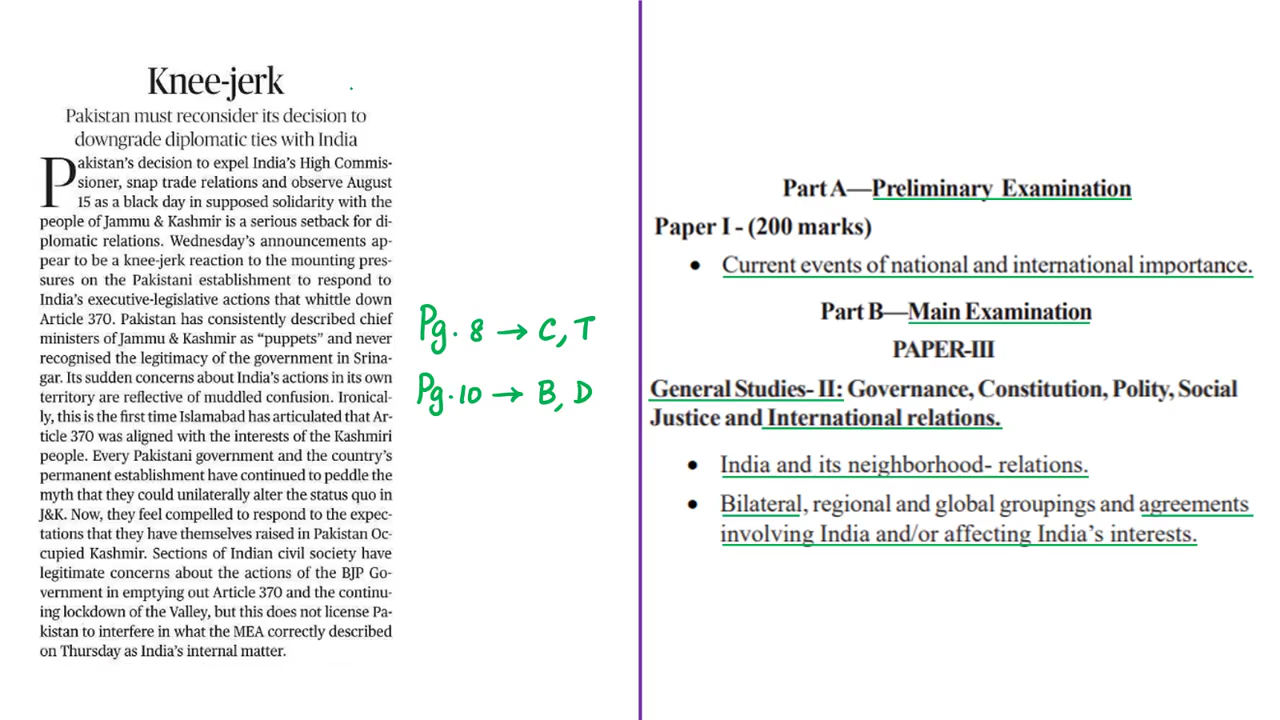 Knee-jerk
Pakistan must reconsider its decision to
downgrade diplomatic ties with India
Pakistan's decision to expel India's High Commis-
sioner, snap trade relations and observe August
15 as a black day in supposed solidarity with the
people of Jammu & Kashmir is a serious setback for di-
plomatic relations. Wednesday's announcements ap-
pear to be a knee-jerk reaction to the mounting pres-
sures on the Pakistani establishment to respond to
India's executive-legislative actions that whittle down
Article 370. Pakistan has consistently described chief
ministers of Jammu & Kashmir as “puppets” and never
recognised the legitimacy of the government in Srina-
gar. Its sudden concerns about India's actions in its own
territory are reflective of muddled confusion. Ironical-
ly, this is the first time Islamabad has articulated that Ar-
ticle 370 was aligned with the interests of the Kashmiri
people. Every Pakistani government and the country's
permanent establishment have continued to peddle the
myth that they could unilaterally alter the status quo in
J&K. Now, they feel compelled to respond to the expec-
tations that they have themselves raised in Pakistan Oc-
cupied Kashmir. Sections of Indian civil society have
legitimate concerns about the actions of the BJP Go-
vernment in emptying out Article 370 and the continu-
ing lockdown of the Valley, but this does not license Pa-
kistan to interfere in what the MEA correctly described
on Thursday as India's internal matter.
Pg. 8 → C, T
Pg. 10 → B, D
Part A—Preliminary Examination
Paper I - (200 marks)
• Current events of national and international importance.
Part B—Main Examination
PAPER-III
General Studies- II: Governance, Constitution, Polity, Social
Justice and International relations.
• India and its neighborhood- relations.
• Bilateral, regional and global groupings and agreements
involving India and/or affecting India's interests.